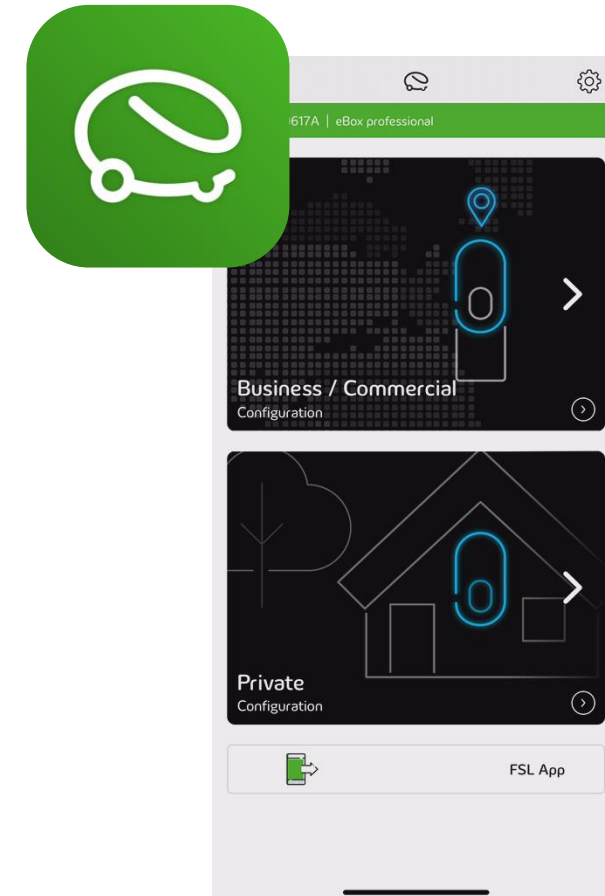 617A | eBox professional
Business / Commercial
Configuration
Private
Configuration
FSL App